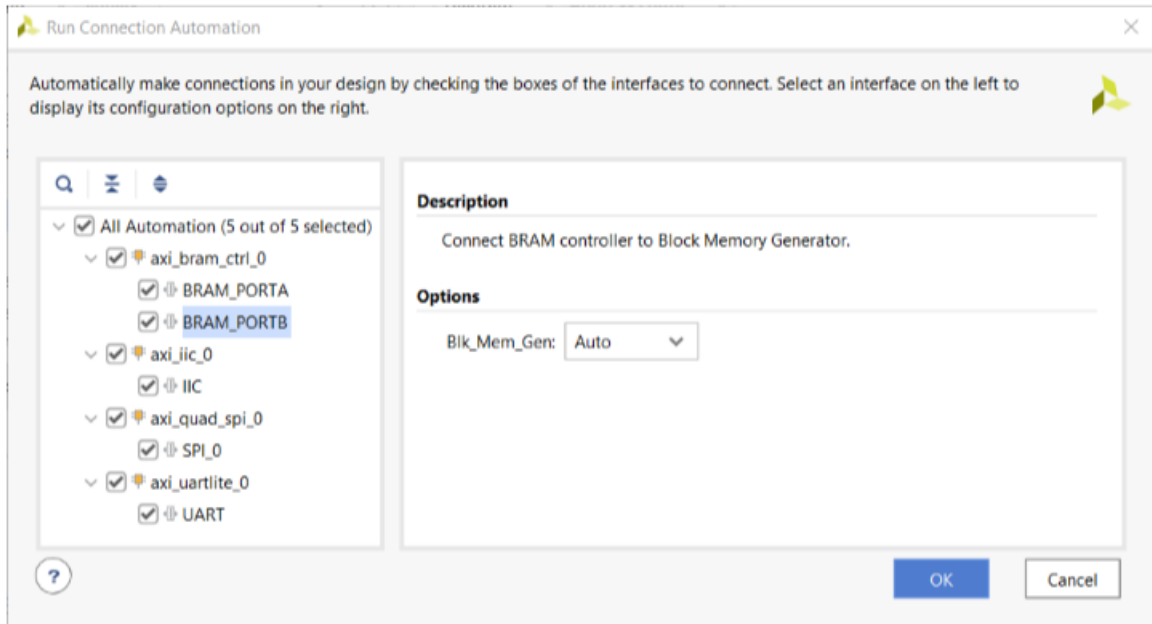 Run Connection Automation
Automatically make connections in your design by checking the boxes of the interfaces to connect. Select an interface on the left to
display its configuration options on the right.
All Automation (5 out of 5 selected)
axi_bram_ctrl_0
BRAM_PORTA
BRAM_PORTB
axi_iic_0
IIC
axi_quad_spi_0
SPI_0
axi_uartlite_0
UART
Description
Connect BRAM controller to Block Memory Generator.
Options
Blk_Mem_Gen: Auto
?
OK
Cancel